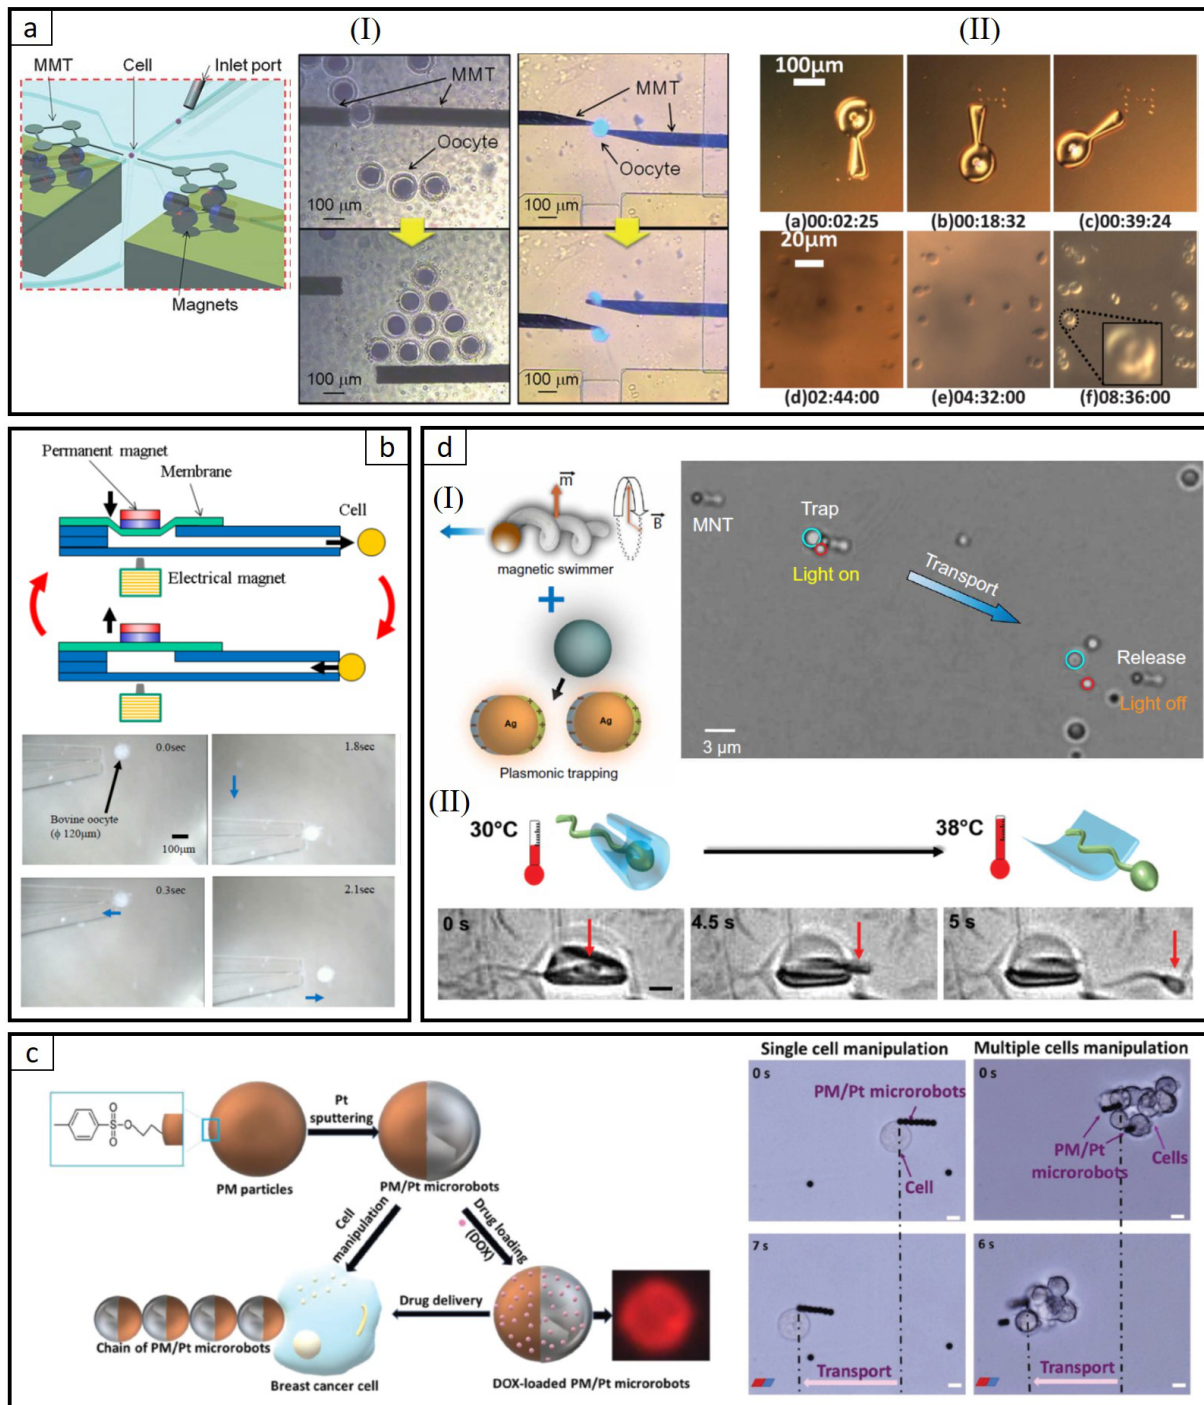 a
(I)
(II)
MMT
Cell
Inlet port
Magnets
MMT
Oocyte
100 μm
100 μm
MMT
Oocyte
100 μm
100 μm
100μm
(a)00:02:25
(b)00:18:32
(c)00:39:24
20μm
(d)02:44:00
(e)04:32:00
(f)08:36:00
b
Permanent magnet
Membrane
Cell
Electrical magnet
0.0sec
Bovine oocyte
(ϕ 120μm)
100μm
1.8sec
0.3sec
2.1sec
d
(I)
m
B
magnetic swimmer
+
Ag
Ag
Plasmonic trapping
MNT
Trap
Light on
Transport
Release
Light off
3 μm
(II)
30°C
38°C
0 s
4.5 s
5 s
c
O
S
O
O
PM particles
Pt
sputtering
PM/Pt microrobots
Cell
manipulation
Drug loading
(DOX)
Drug delivery
Chain of PM/Pt microrobots
Breast cancer cell
DOX-loaded PM/Pt microrobots
Single cell manipulation
0 s
PM/Pt microrobots
Cell
7 s
Transport
Multiple cells manipulation
0 s
PM/Pt
microrobots
Cells
6 s
Transport